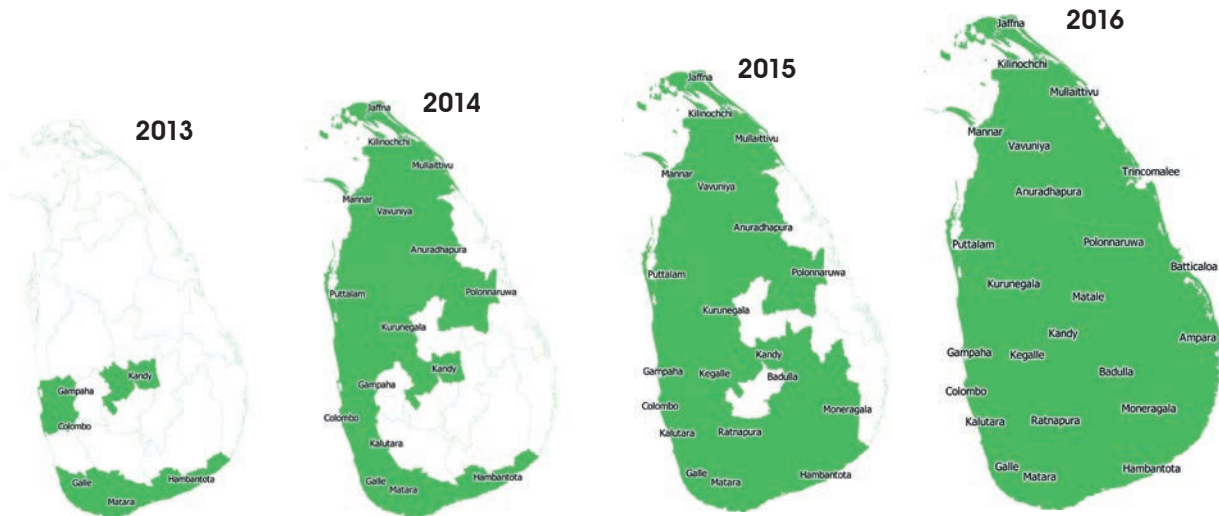 2013
Gampaha
Kandy
Colombo
Galle
Hambantota
Matara
2014
Jaffna
Kilinochchi
Mullaittivu
Mannar
Vavuniya
Anuradhapura
Puttalam
Polonnaruwa
Kurunegala
Kandy
Gampaha
Colombo
Kalutara
Galle
Hambantota
Matara
2015
Jaffna
Kilinochchi
Mullaittivu
Mannar
Vavuniya
Anuradhapura
Puttalam
Polonnaruwa
Kurunegala
Kandy
Gampaha
Kegalle
Badulla
Colombo
Moneragala
Kalutara
Ratnapura
Galle
Hambantota
Matara
2016
Jaffna
Kilinochchi
Mullaittivu
Mannar
Vavuniya
Trincomalee
Anuradhapura
Puttalam
Polonnaruwa
Batticaloa
Kurunegala
Matale
Kandy
Ampara
Gampaha
Kegalle
Badulla
Colombo
Moneragala
Kalutara
Ratnapura
Galle
Hambantota
Matara